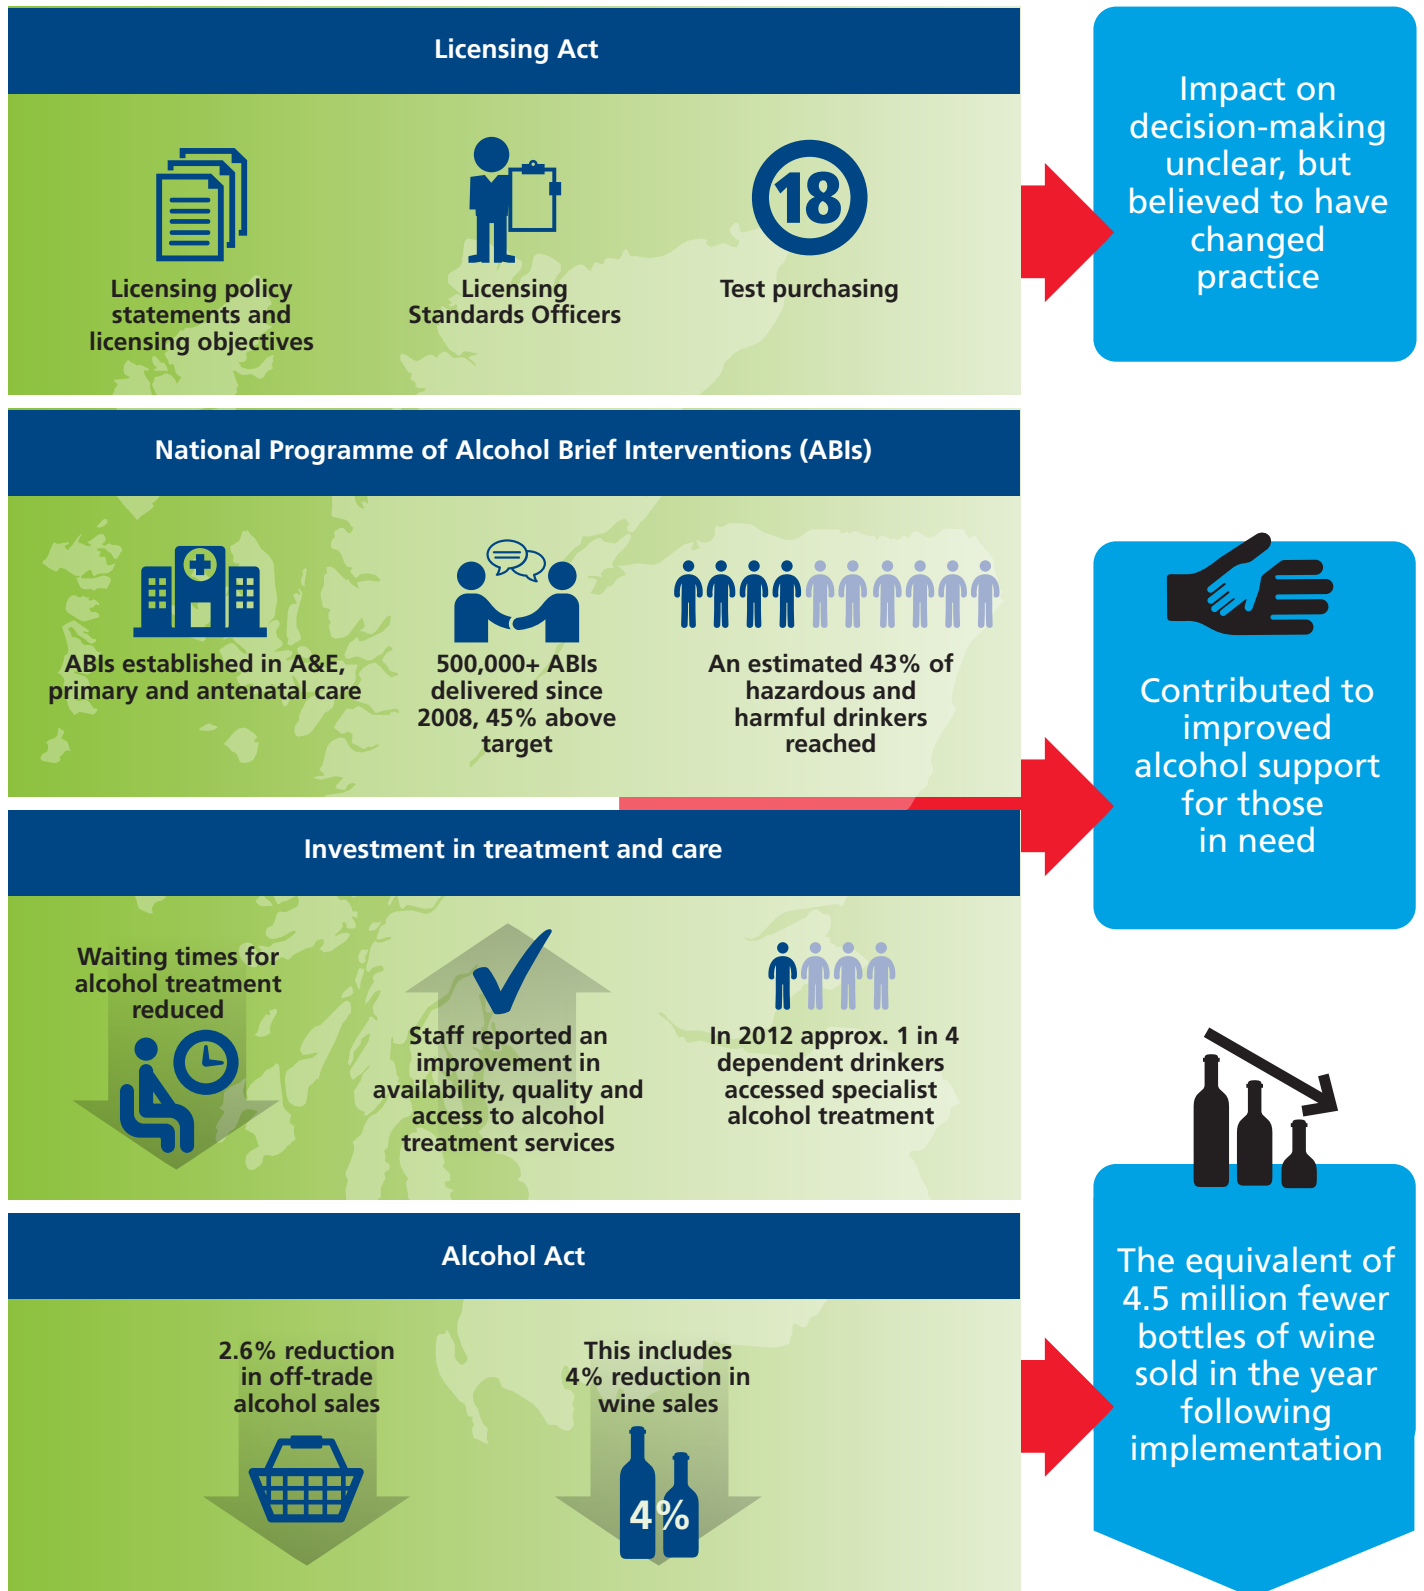 Licensing Act
18
Licensing policy
statements and
licensing objectives
Licensing
Standards Officers
Test purchasing
Impact on
decision-making
unclear, but
believed to have
changed
practice
National Programme of Alcohol Brief Interventions (ABIs)
ABIs established in A&E,
primary and antenatal care
500,000+ ABIs
delivered since
2008, 45% above
target
An estimated 43% of
hazardous and
harmful drinkers
reached
Contributed to
improved
alcohol support
for those
in need
Investment in treatment and care
Waiting times for
alcohol treatment
reduced
Staff reported an
improvement in
availability, quality and
access to alcohol
treatment services
In 2012 approx. 1 in 4
dependent drinkers
accessed specialist
alcohol treatment
Alcohol Act
2.6% reduction
in off-trade
alcohol sales
This includes
4% reduction in
wine sales
4%
The equivalent of
4.5 million fewer
bottles of wine
sold in the year
following
implementation